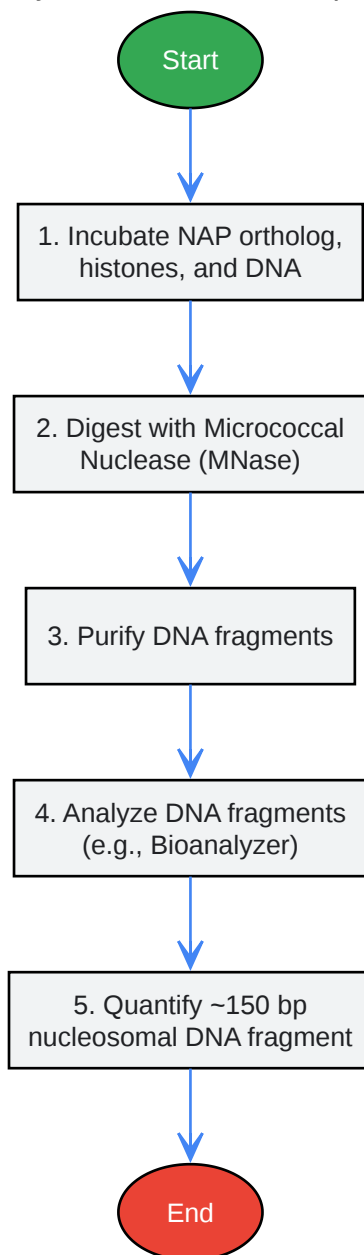 Start
1. Incubate NAP ortholog,
histones, and DNA
2. Digest with Micrococcal
Nuclease (MNase)
3. Purify DNA fragments
4. Analyze DNA fragments
(e.g., Bioanalyzer)
5. Quantify ~150 bp
nucleosomal DNA fragment
End